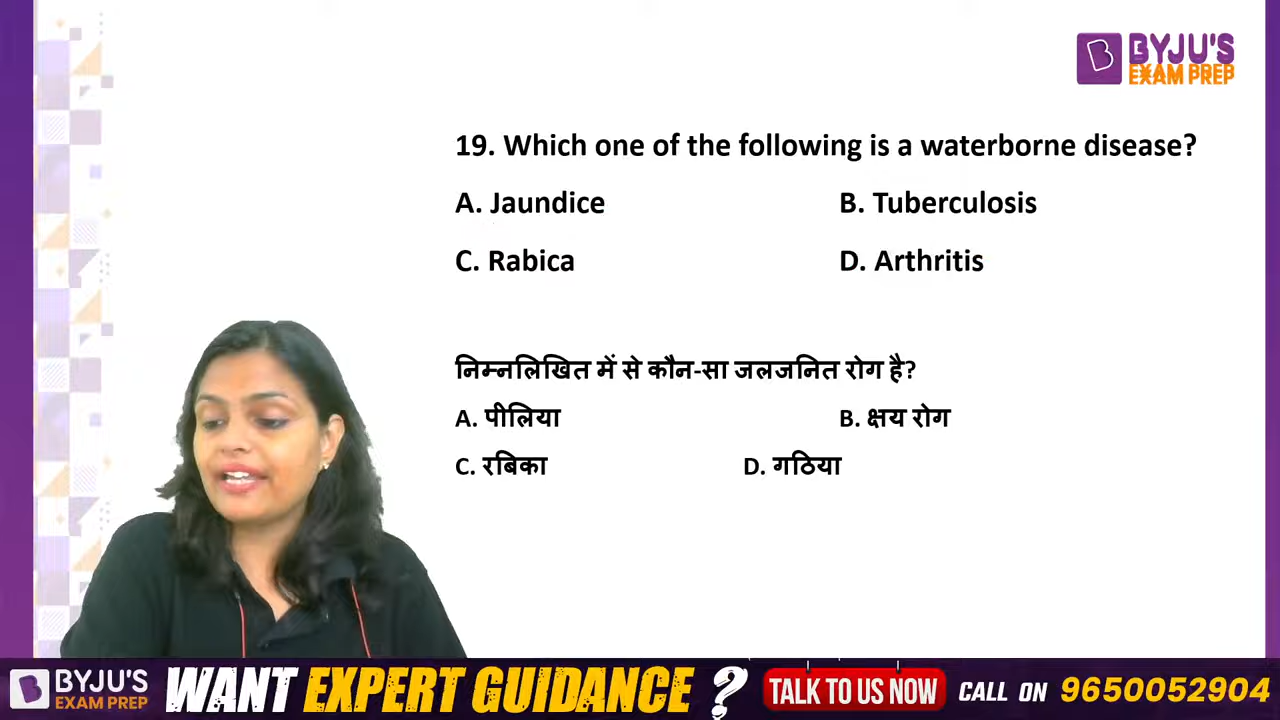 BYJU'S
EXAM PREP
19. Which one of the following is a waterborne disease?
A. Jaundice B. Tuberculosis
C. Rabica D. Arthritis
निम्नलिखित में से कौन-सा जलजनित रोग है?
A. पीलिया B. क्षय रोग
C. रबिका D. गठिया
BYJU'S
EXAM PREP
WANT EXPERT GUIDANCE ? TALK TO US NOW CALL ON 9650052904